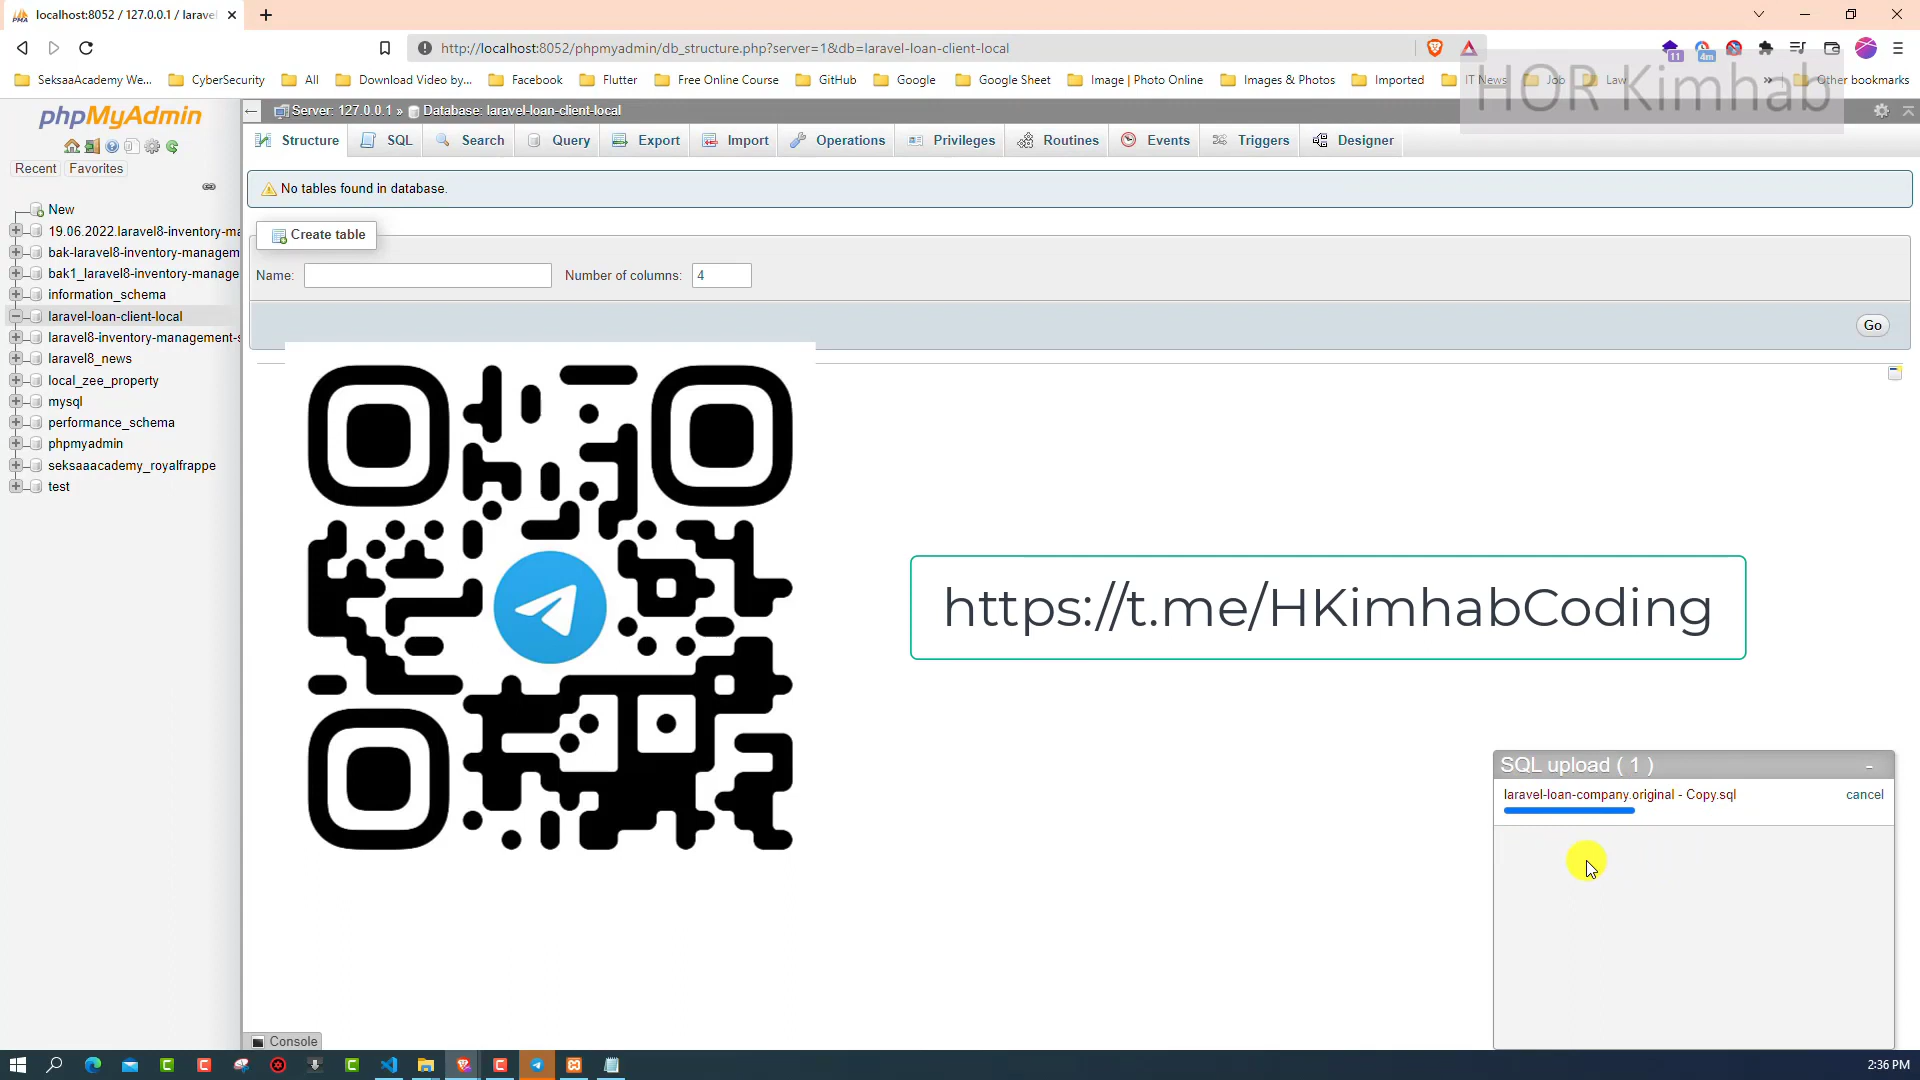 localhost:8052 / 127.0.0.1 / larave
http://localhost:8052/phpmyadmin/db_structure.php?server=1&db=laravel-loan-client-local
11
4m
SeksaaAcademy We...
CyberSecurity
All
Download Video by...
Facebook
Flutter
Free Online Course
GitHub
Google
Google Sheet
Image | Photo Online
Images & Photos
Imported
IT News
Job
Law
»
Other bookmarks
HOR Kimhab
phpMyAdmin
Recent
Favorites
New
19.06.2022.laravel8-inventory-ma
bak-laravel8-inventory-managem
bak1_laravel8-inventory-manage
information_schema
laravel-loan-client-local
laravel8-inventory-management-s
laravel8_news
local_zee_property
mysql
performance_schema
phpmyadmin
seksaaacademy_royalfrappe
test
Server: 127.0.0.1 » Database: laravel-loan-client-local
Structure
SQL
Search
Query
Export
Import
Operations
Privileges
Routines
Events
Triggers
Designer
No tables found in database.
Create table
Name:
Number of columns: 4
Go
https://t.me/HKimhabCoding
SQL upload ( 1 )
-
laravel-loan-company.original - Copy.sql
cancel
Console
2:36 PM